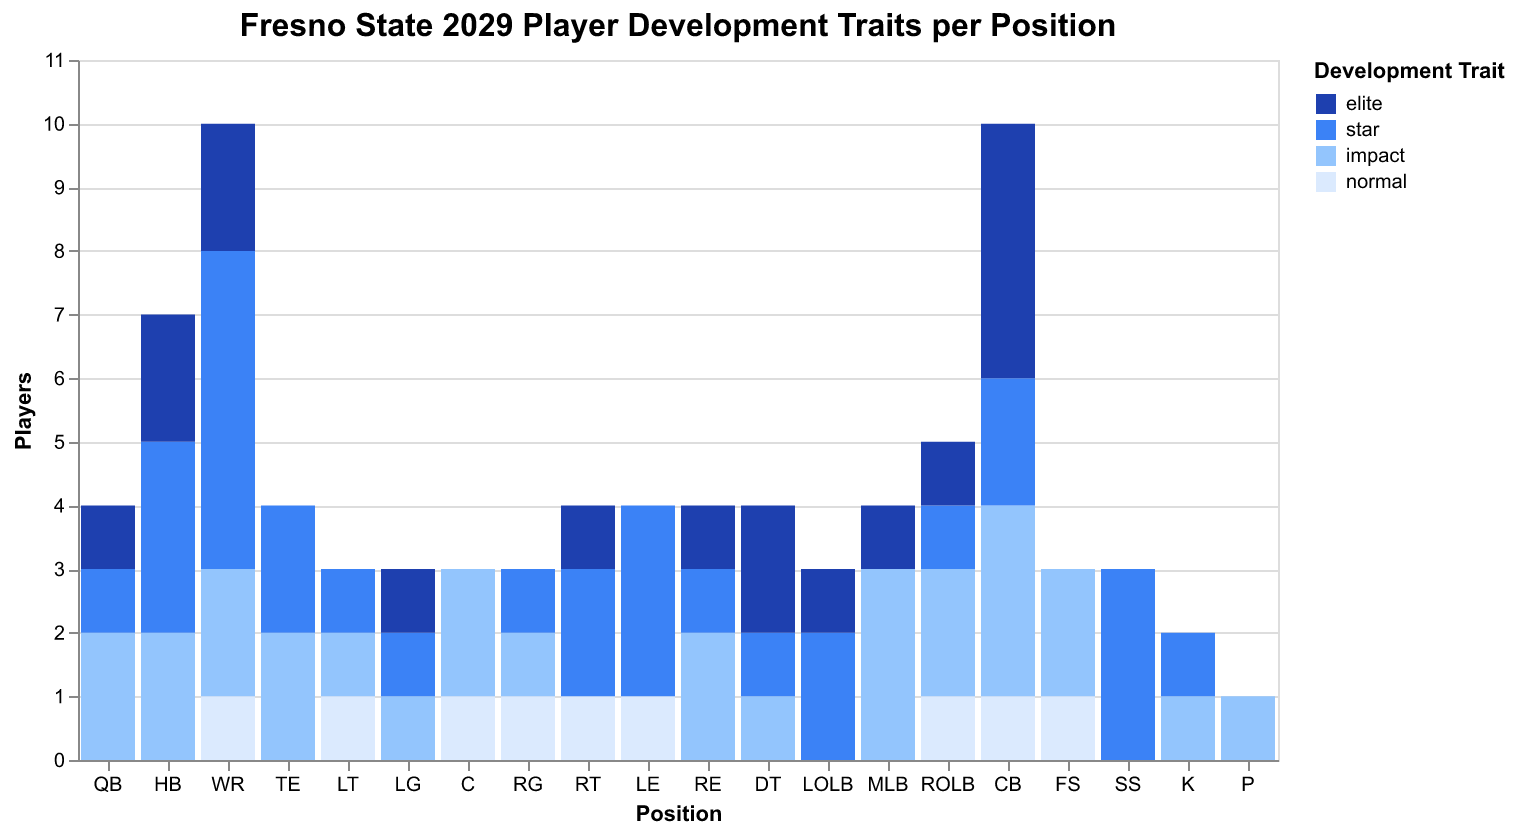 Fresno State 2029 Player Development Traits per Position
Development Trait
elite
star
impact
normal
Players
11
10
9
8
7
6
5
4
3
2
1
0
QB HB WR TE LT LG C RG RT LE RE DT LOLB MLB ROLB CB FS SS K P
Position